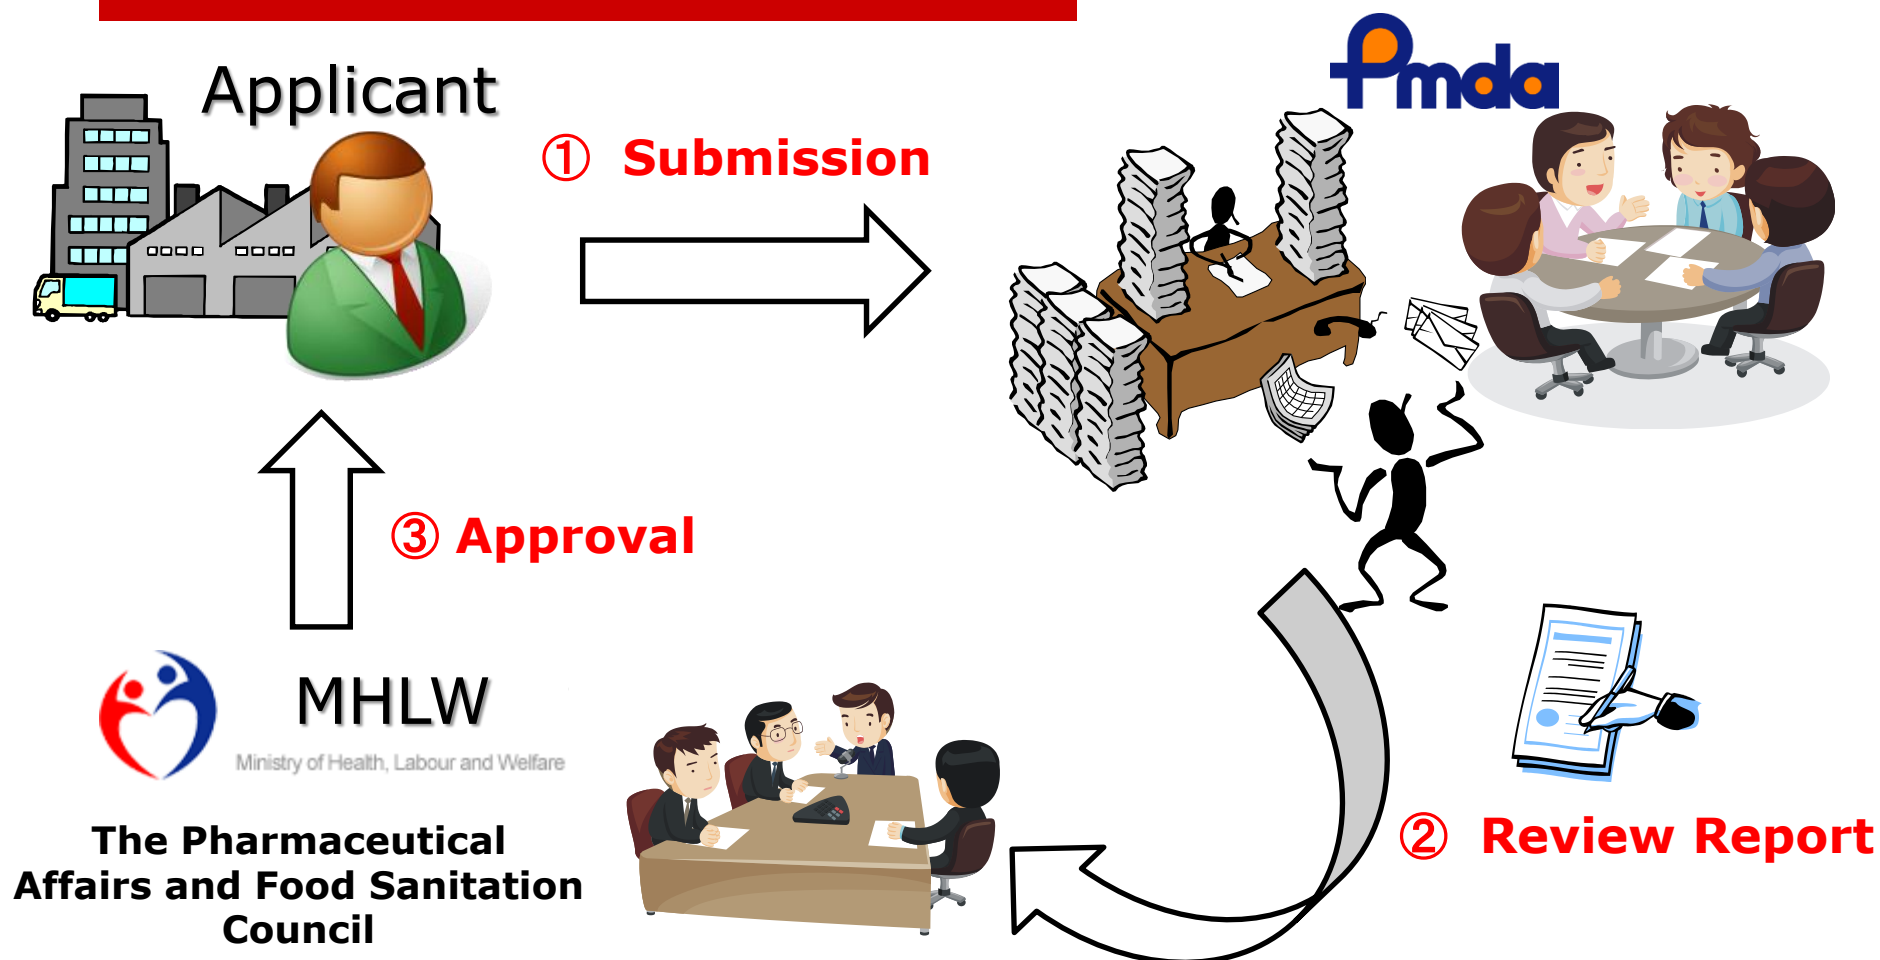 Applicant
Pmda
① Submission
③ Approval
MHLW
Ministry of Health, Labour and Welfare
The Pharmaceutical
Affairs and Food Sanitation
Council
② Review Report